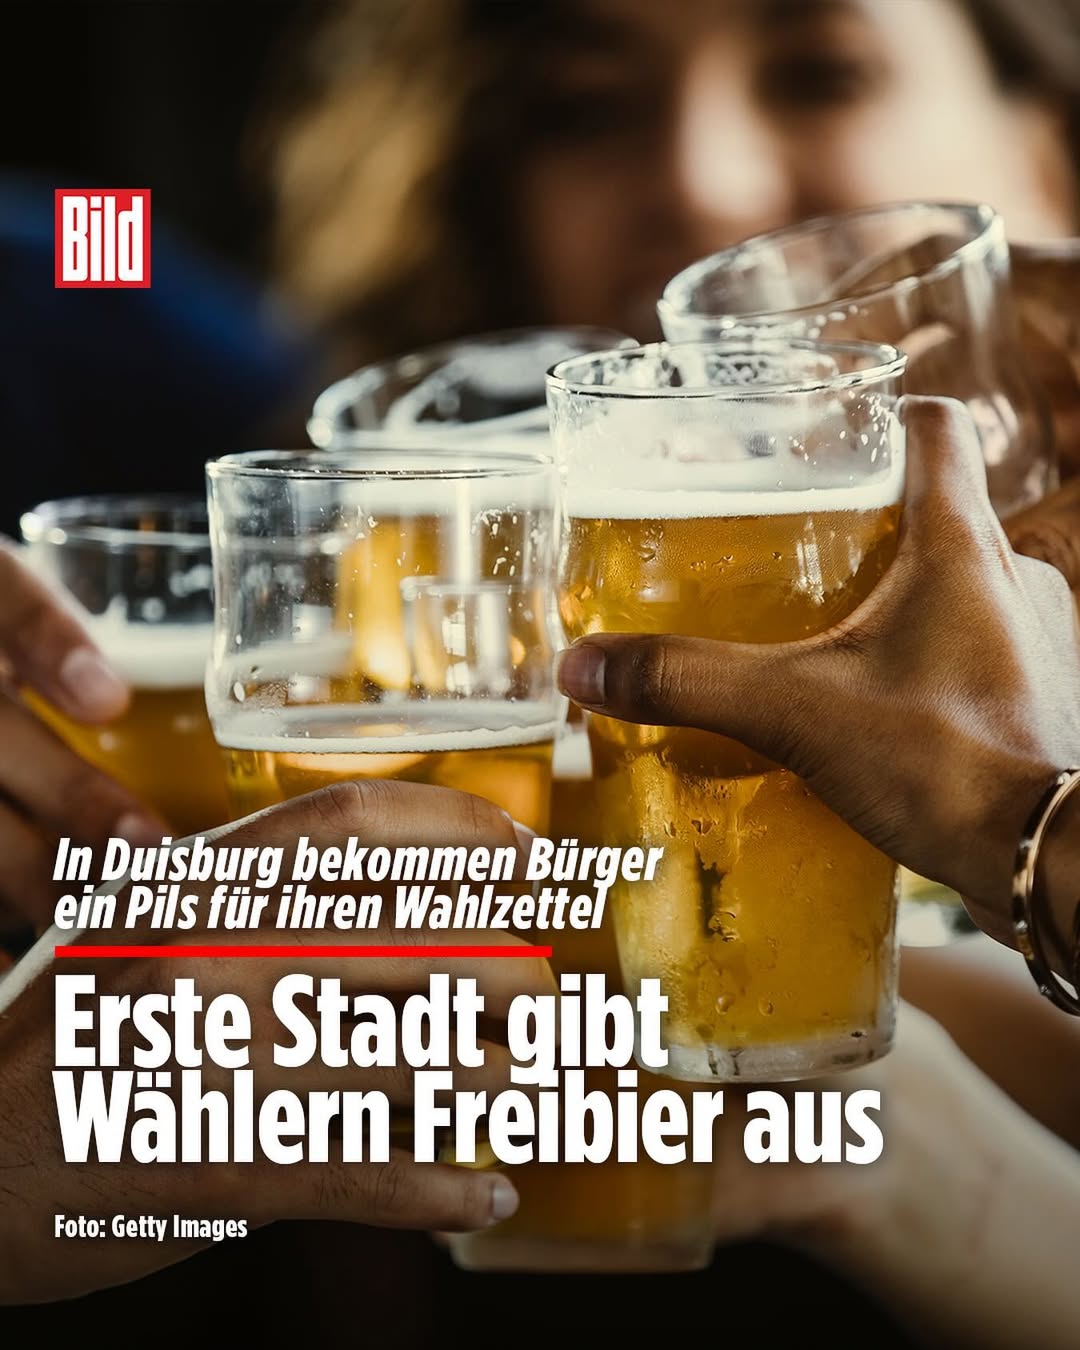 Bild
In Duisburg bekommen Bürger
ein Pils für ihren Wahlzettel
Erste Stadt gibt
Wählern Freibier aus
Foto: Getty Images